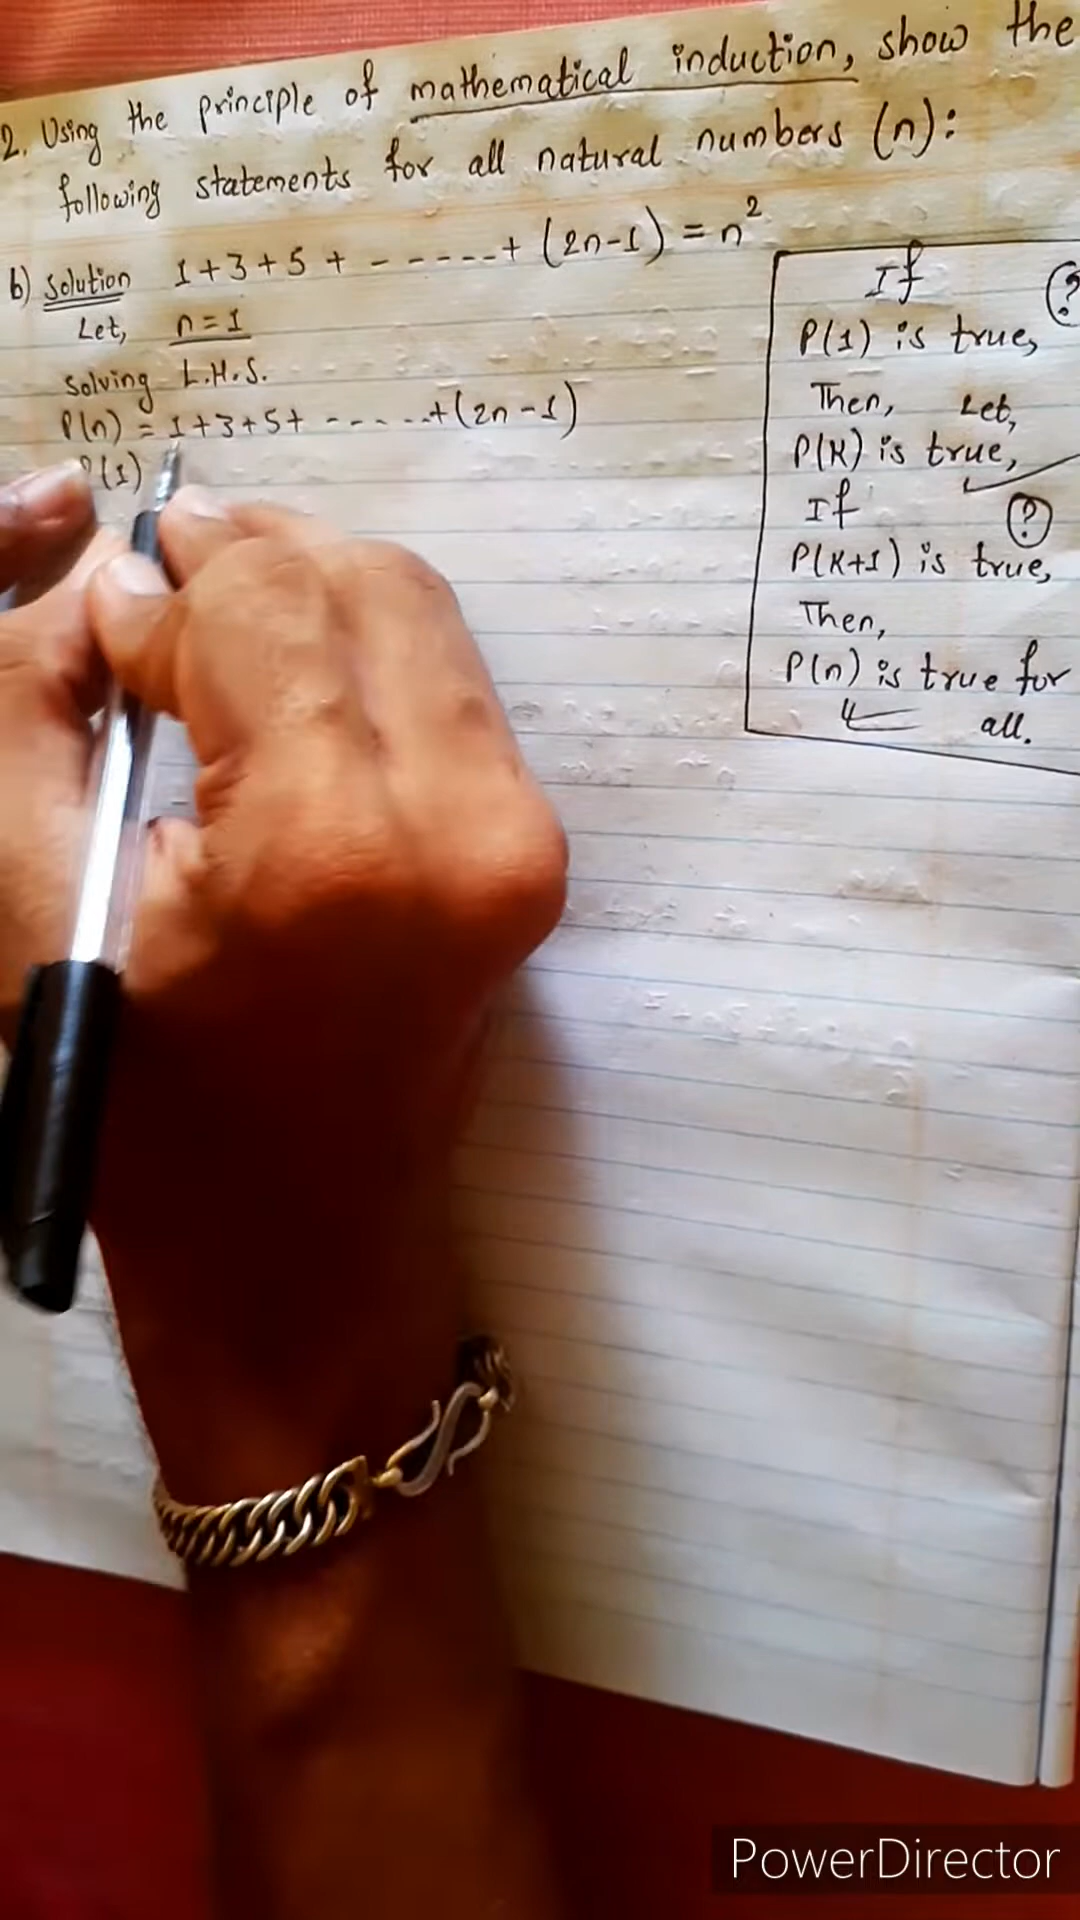 2. Using the principle of mathematical induction, show the
following statements for all natural numbers (n):
b) Solution 1+3+5+------+(2n-1) = n²
Let, n=1
Solving L.H.S.
P(n) = 1+3+5+------+(2n-1)
P(1)
If ?
P(1) is true,
Then, Let,
P(K) is true,
If ?
P(K+1) is true,
Then,
P(n) is true for
all.
PowerDirector